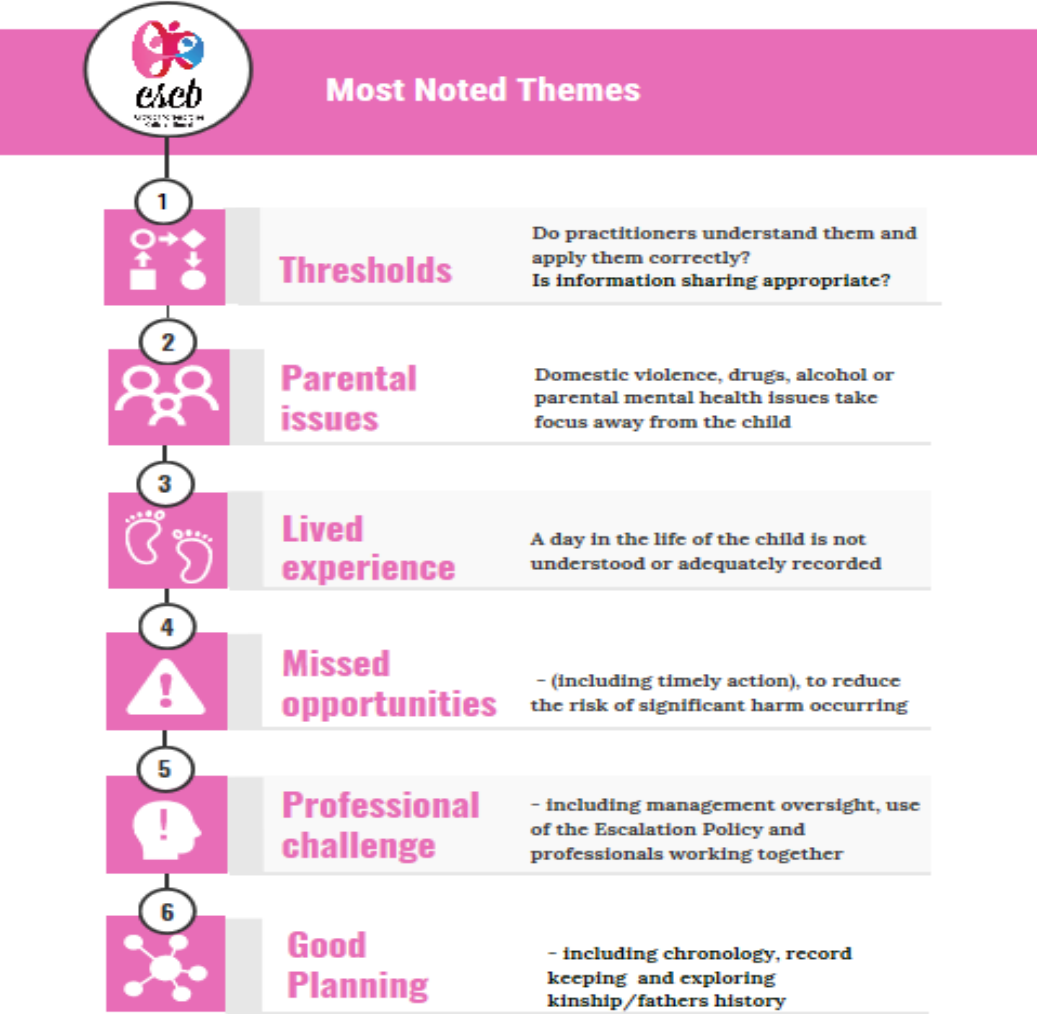 cscb
Most Noted Themes
1
Thresholds
Do practitioners understand them and
apply them correctly?
Is information sharing appropriate?
2
Parental
issues
Domestic violence, drugs, alcohol or
parental mental health issues take
focus away from the child
3
Lived
experience
A day in the life of the child is not
understood or adequately recorded
4
Missed
opportunities
- (including timely action), to reduce
the risk of significant harm occurring
5
Professional
challenge
- including management oversight, use
of the Escalation Policy and
professionals working together
6
Good
Planning
- including chronology, record
keeping and exploring
kinship/fathers history